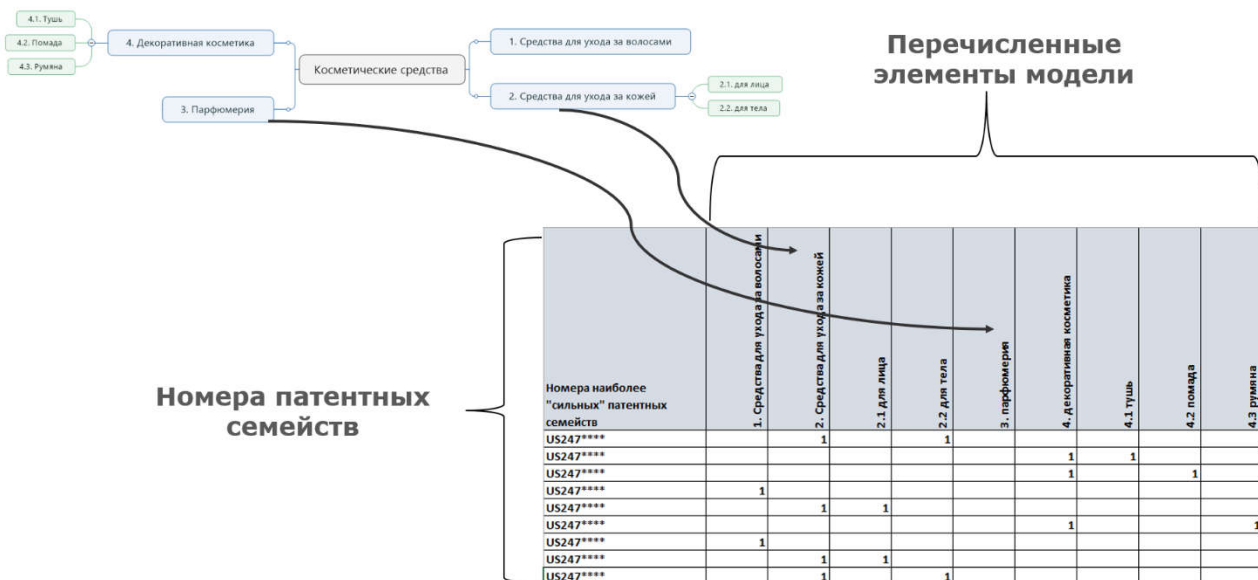 4.1. Тушь
4.2. Помада
4.3. Румяна
4. Декоративная косметика
3. Парфюмерия
Косметические средства
1. Средства для ухода за волосами
2. Средства для ухода за кожей
2.1. для лица
2.2. для тела
Перечисленные
элементы модели
Номера патентных
семейств
Номера наиболее
"сильных" патентных
семейств
1. Средства для ухода за волосами
2. Средства для ухода за кожей
2.1 для лица
2.2 для тела
3. парфюмерия
4. декоративная косметика
4.1 тушь
4.2 помада
4.3 румяна
US247**** 1 1
US247**** 1 1
US247**** 1 1
US247**** 1
US247**** 1 1
US247**** 1 1
US247**** 1
US247**** 1 1
US247**** 1 1